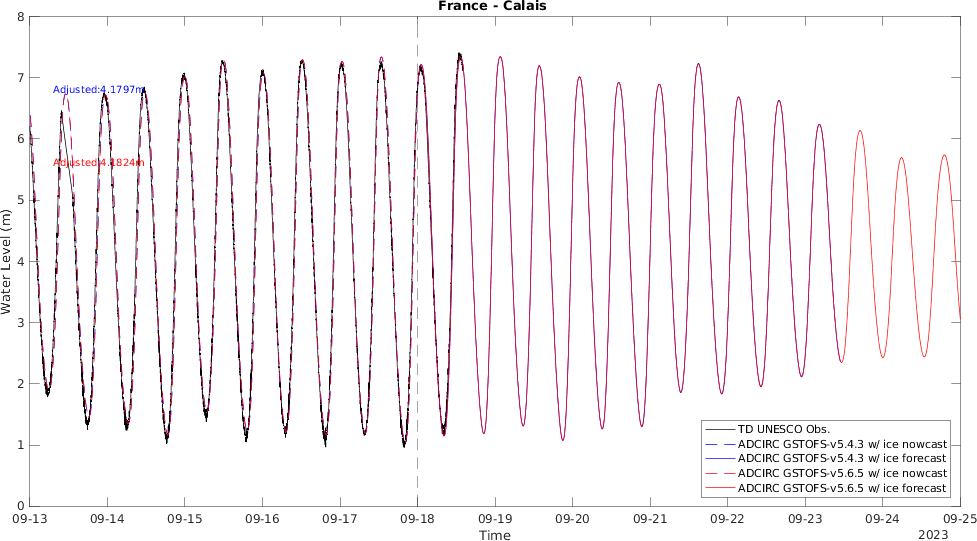 France - Calais
8
7
6
5
4
3
2
1
0
Water Level (m)
Adjusted:4.1797m
Adjusted:4.1824m
TD UNESCO Obs.
ADCIRC GSTOFS-v5.4.3 w/ ice nowcast
ADCIRC GSTOFS-v5.4.3 w/ ice forecast
ADCIRC GSTOFS-v5.6.5 w/ ice nowcast
ADCIRC GSTOFS-v5.6.5 w/ ice forecast
09-13 09-14 09-15 09-16 09-17 09-18 09-19 09-20 09-21 09-22 09-23 09-24 09-25
Time
2023